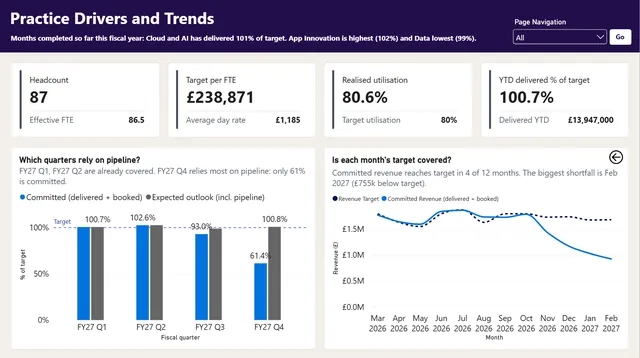 Practice Drivers and Trends
Months completed so far this fiscal year: Cloud and AI has delivered 101% of target. App Innovation is highest (102%) and Data lowest (99%).
Page Navigation
All
Go
Headcount
87
Effective FTE 86.5
Target per FTE
£238,871
Average day rate £1,185
Realised utilisation
80.6%
Target utilisation 80%
YTD delivered % of target
100.7%
Delivered YTD £13,947,000
Which quarters rely on pipeline?
FY27 Q1, FY27 Q2 are already covered. FY27 Q4 relies most on pipeline: only 61%
is committed.
Committed (delivered + booked) Expected outlook (incl. pipeline)
Target
100.7% 102.6% 93.0% 100.8%
61.4%
100%
50%
0%
% of target
FY27 Q1 FY27 Q2 FY27 Q3 FY27 Q4
Fiscal quarter
Is each month's target covered?
Committed revenue reaches target in 4 of 12 months. The biggest shortfall is Feb
2027 (£755k below target).
Revenue Target Committed Revenue (delivered + booked)
£1.5M
£1.0M
£0.5M
£0.0M
Revenue (£)
Mar Apr May Jun Jul Aug Sep Oct Nov Dec Jan Feb
2026 2026 2026 2026 2026 2026 2026 2026 2026 2026 2027 2027
Month